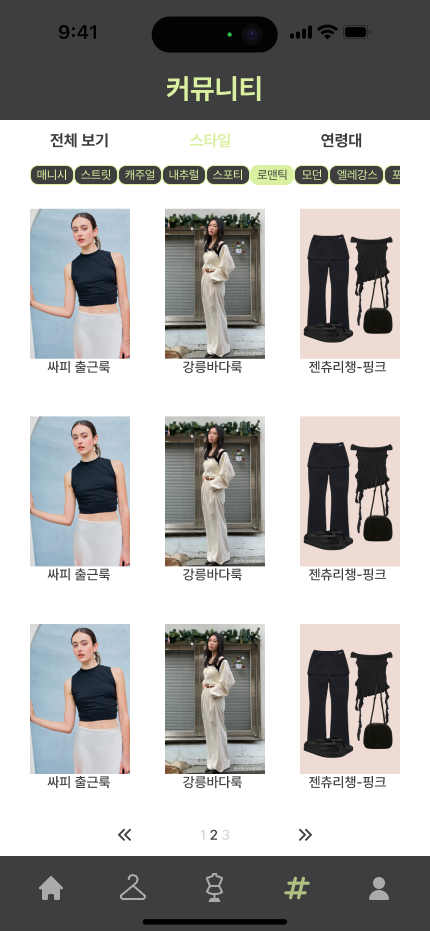 9:41
커뮤니티
전체 보기 스타일 연령대
매니시 스트릿 캐주얼 내추럴 스포티 로맨틱 모던 엘레강스
싸피 출근룩 강릉바다룩 젠츄리챙-핑크
싸피 출근룩 강릉바다룩 젠츄리챙-핑크
싸피 출근룩 강릉바다룩 젠츄리챙-핑크
1 2 3